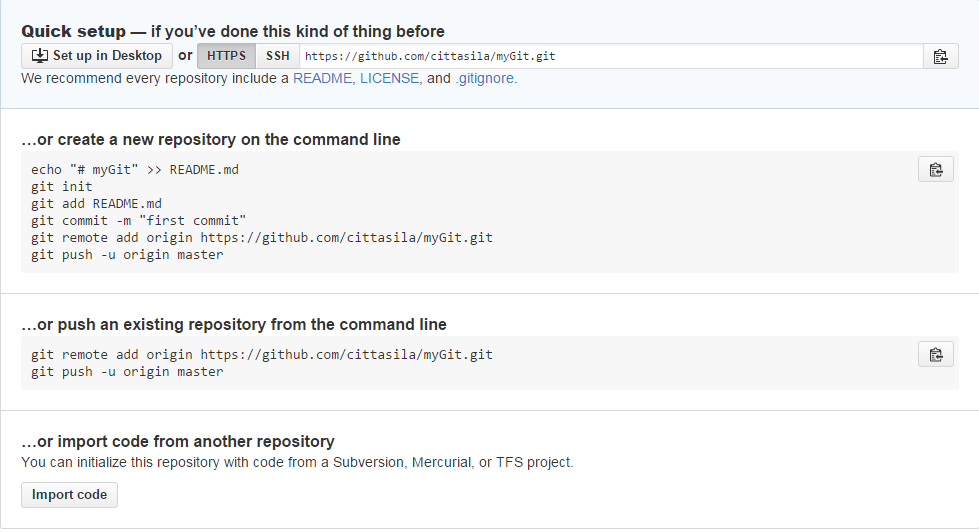 Quick setup — if you’ve done this kind of thing before
Set up in Desktop or HTTPS SSH https://github.com/cittasila/myGit.git
We recommend every repository include a README, LICENSE, and .gitignore.
…or create a new repository on the command line
echo "# myGit" >> README.md
git init
git add README.md
git commit -m "first commit"
git remote add origin https://github.com/cittasila/myGit.git
git push -u origin master
…or push an existing repository from the command line
git remote add origin https://github.com/cittasila/myGit.git
git push -u origin master
…or import code from another repository
You can initialize this repository with code from a Subversion, Mercurial, or TFS project.
Import code